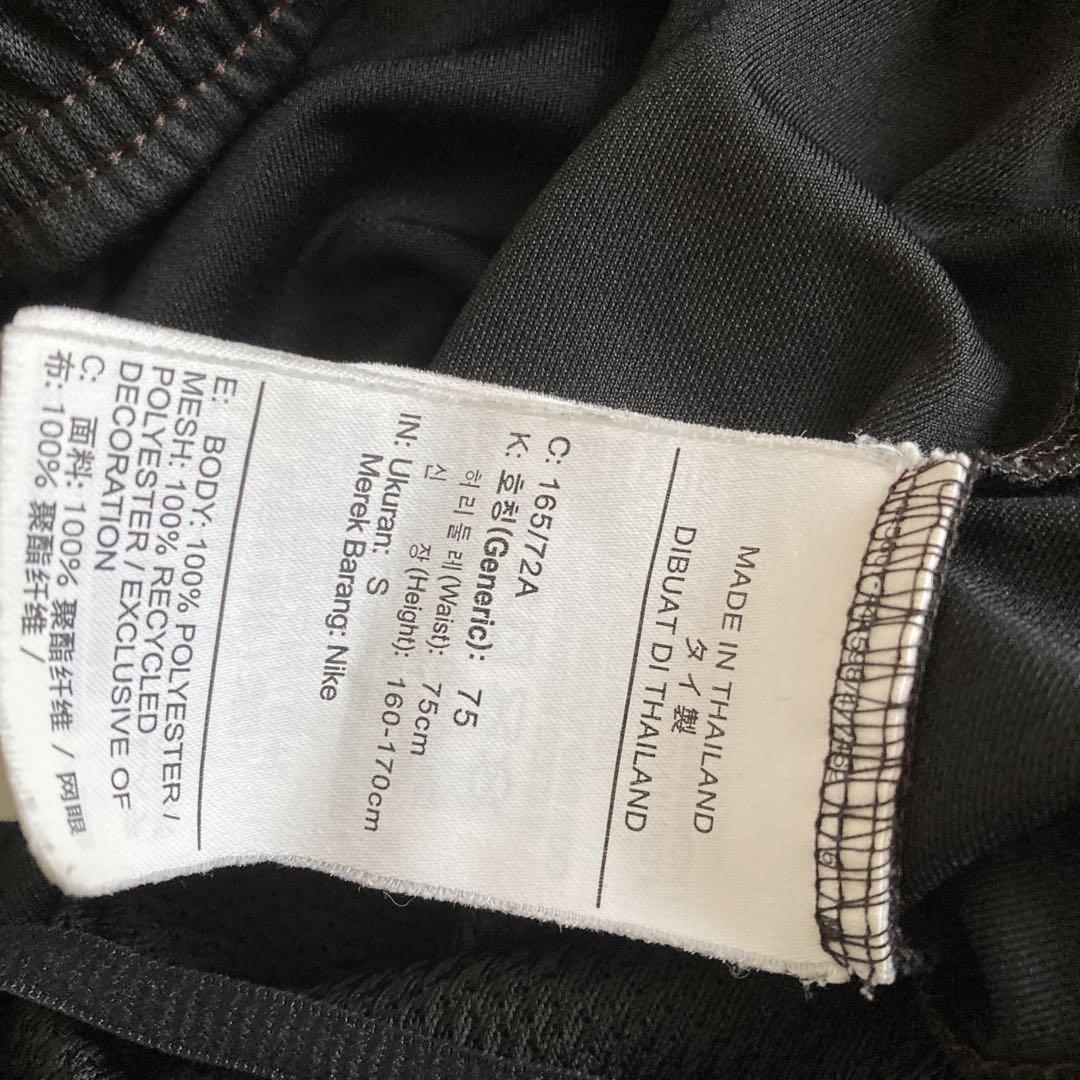 MADE IN THAILAND
タイ製
DIBUAT DI THAILAND
C: 165/72A
K: 호칭(Generic): 75
허리둘레(Waist): 75cm
신 장(Height): 160-170cm
IN: Ukuran: S
Merek Barang: Nike
E: BODY: 100% POLYESTER /
MESH: 100% RECYCLED
POLYESTER / EXCLUSIVE OF
DECORATION
C: 面料: 100% 聚酯纤维 / 网眼
布: 100% 聚酯纤维 /